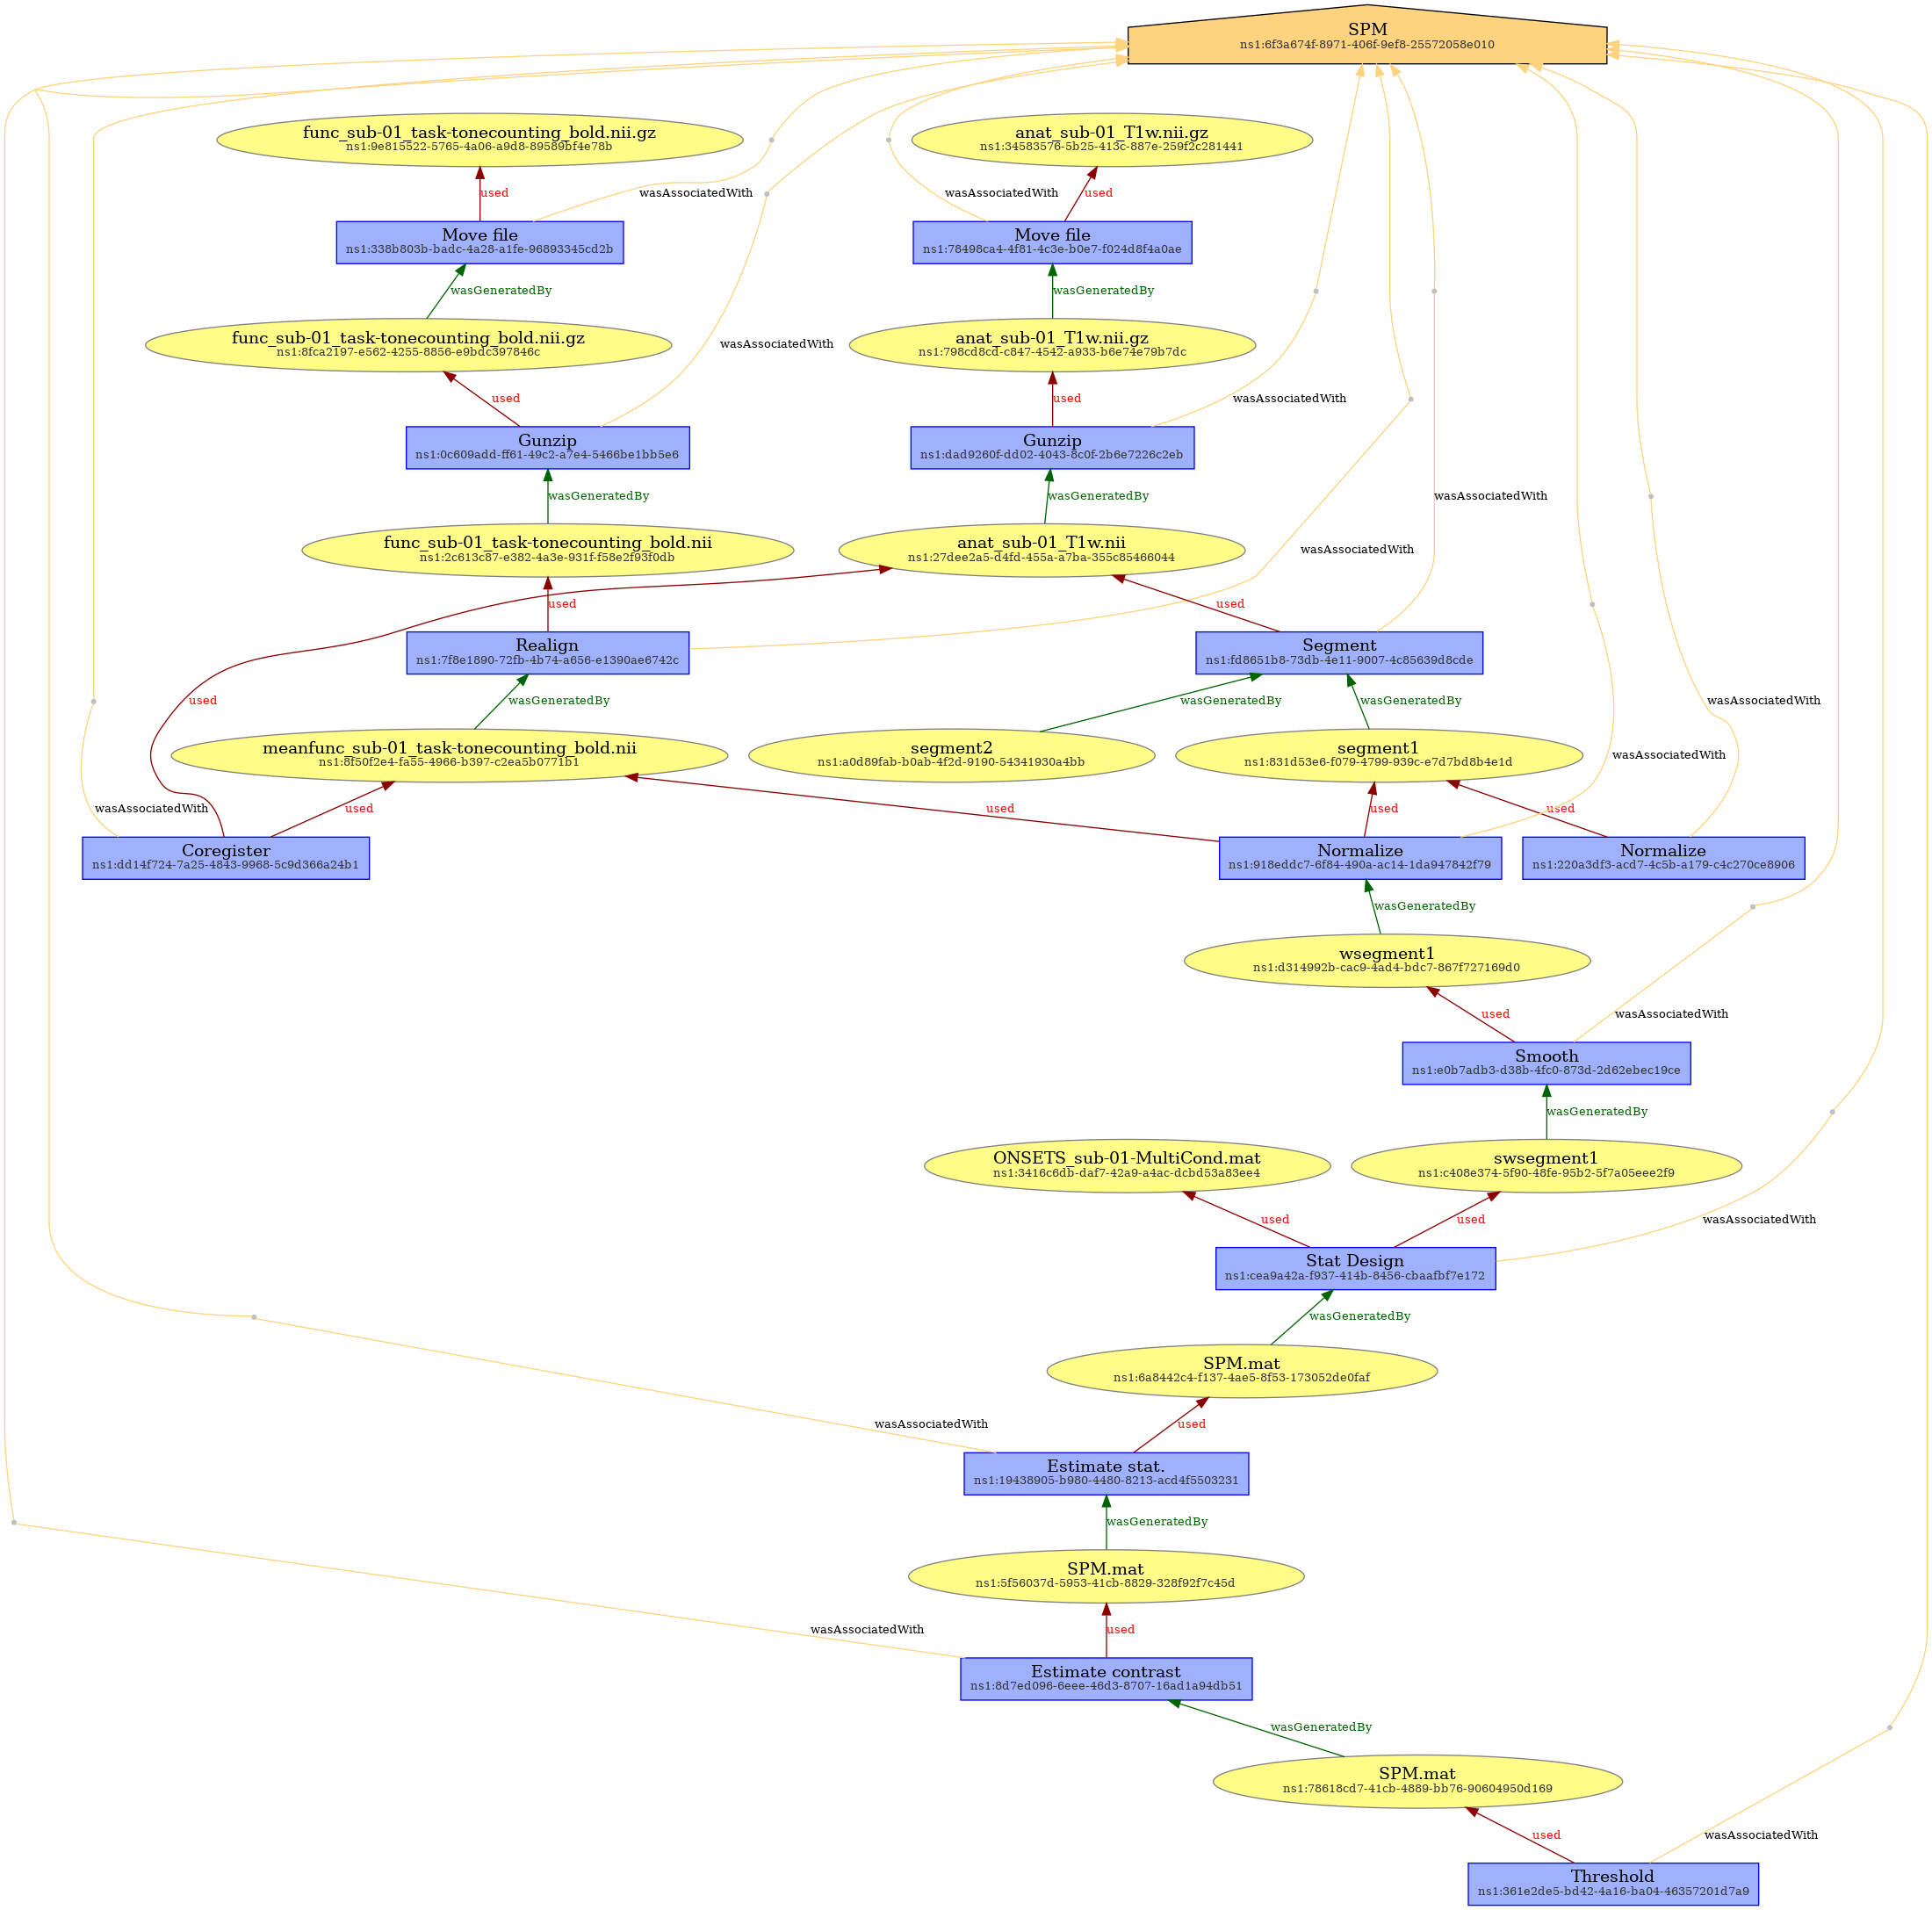 SPM
ns1:6f3a674f-8971-406f-9ef8-25572058e010
func_sub-01_task-tonecounting_bold.nii.gz
ns1:9e815522-5765-4a06-a9d8-89589bf4e78b
anat_sub-01_T1w.nii.gz
ns1:34583576-5b25-413c-887e-259f2c281441
used
wasAssociatedWith
wasAssociatedWith
used
Move file
ns1:338b803b-badc-4a28-a1fe-96893345cd2b
Move file
ns1:78498ca4-4f81-4c3e-b0e7-f024d8f4a0ae
wasGeneratedBy
wasGeneratedBy
func_sub-01_task-tonecounting_bold.nii.gz
ns1:8fca2197-e562-4255-8856-e9bdc397846c
wasAssociatedWith
anat_sub-01_T1w.nii.gz
ns1:798cd8cd-c847-4542-a933-b6e74e79b7dc
used
used
wasAssociatedWith
Gunzip
ns1:0c609add-ff61-49c2-a7e4-5466be1bb5e6
Gunzip
ns1:dad9260f-dd02-4043-8c0f-2b6e7226c2eb
wasGeneratedBy
wasGeneratedBy
wasAssociatedWith
func_sub-01_task-tonecounting_bold.nii
ns1:2c613c87-e382-4a3e-931f-f58e2f93f0db
anat_sub-01_T1w.nii
ns1:27dee2a5-d4fd-455a-a7ba-355c85466044
wasAssociatedWith
used
used
Realign
ns1:7f8e1890-72fb-4b74-a656-e1390ae6742c
Segment
ns1:fd8651b8-73db-4e11-9007-4c85639d8cde
used
wasGeneratedBy
wasGeneratedBy
wasGeneratedBy
wasAssociatedWith
meanfunc_sub-01_task-tonecounting_bold.nii
ns1:8f50f2e4-fa55-4966-b397-c2ea5b0771b1
segment2
ns1:a0d89fab-b0ab-4f2d-9190-54341930a4bb
segment1
ns1:831d53e6-f079-4799-939c-e7d7bd8b4e1d
wasAssociatedWith
wasAssociatedWith
used
used
used
used
Coregister
ns1:dd14f724-7a25-4843-9968-5c9d366a24b1
Normalize
ns1:918eddc7-6f84-490a-ac14-1da947842f79
Normalize
ns1:220a3df3-acd7-4c5b-a179-c4c270ce8906
wasGeneratedBy
wsegment1
ns1:d314992b-cac9-4ad4-bdc7-867f727169d0
used
wasAssociatedWith
Smooth
ns1:e0b7adb3-d38b-4fc0-873d-2d62ebec19ce
wasGeneratedBy
ONSETS_sub-01-MultiCond.mat
ns1:3416c6db-daf7-42a9-a4ac-dcbd53a83ee4
swsegment1
ns1:c408e374-5f90-48fe-95b2-5f7a05eee2f9
used
used
wasAssociatedWith
Stat Design
ns1:cea9a42a-f937-414b-8456-cbaafbf7e172
wasGeneratedBy
SPM.mat
ns1:6a8442c4-f137-4ae5-8f53-173052de0faf
wasAssociatedWith
used
Estimate stat.
ns1:19438905-b980-4480-8213-acd4f5503231
wasGeneratedBy
SPM.mat
ns1:5f56037d-5953-41cb-8829-328f92f7c45d
wasAssociatedWith
used
Estimate contrast
ns1:8d7ed096-6eee-46d3-8707-16ad1a94db51
wasGeneratedBy
SPM.mat
ns1:78618cd7-41cb-4889-bb76-90604950d169
used
wasAssociatedWith
Threshold
ns1:361e2de5-bd42-4a16-ba04-46357201d7a9